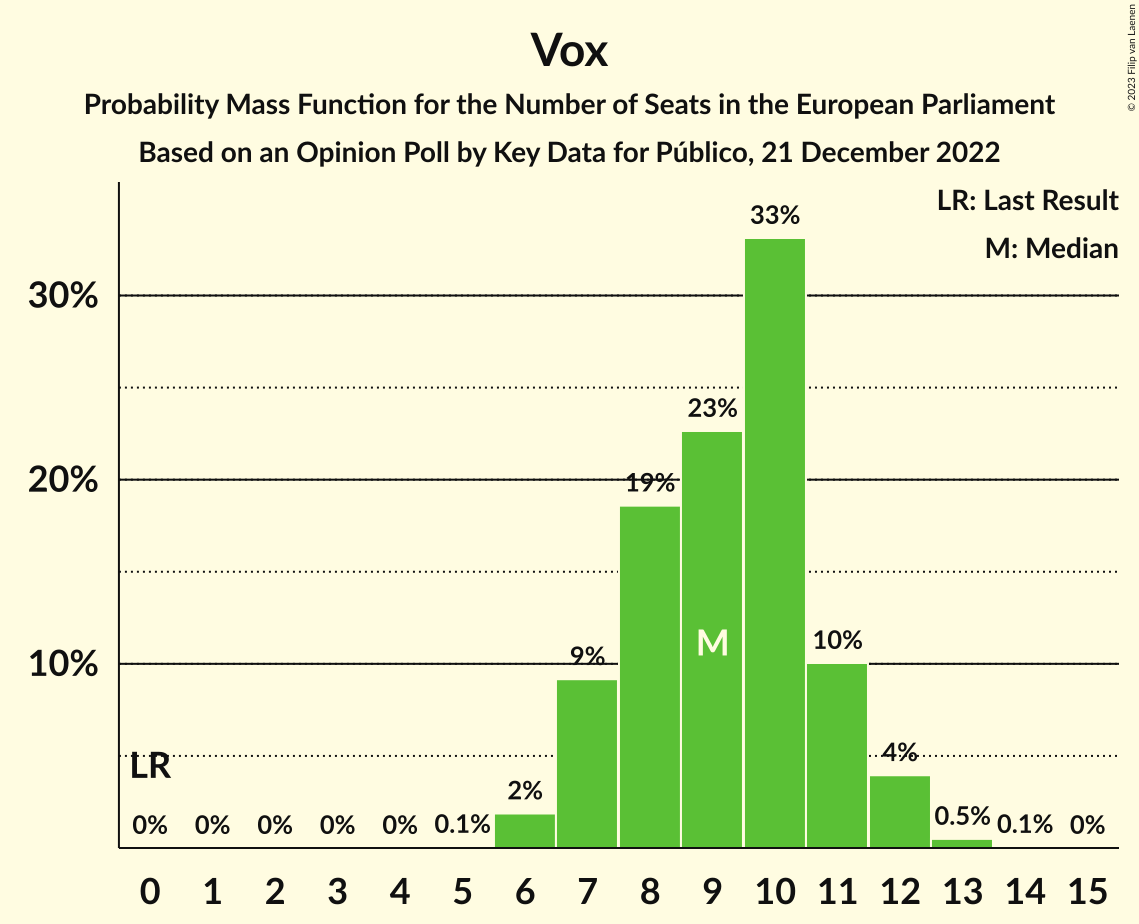 Vox
Probability Mass Function for the Number of Seats in the European Parliament
Based on an Opinion Poll by Key Data for Público, 21 December 2022
© 2023 Filip van Laenen
LR: Last Result
M: Median
33%
30%
23%
20%
19%
M
10%
10%
9%
LR
4%
2%
0% 0% 0% 0% 0% 0.1% 0.5% 0.1% 0%
0 1 2 3 4 5 6 7 8 9 10 11 12 13 14 15